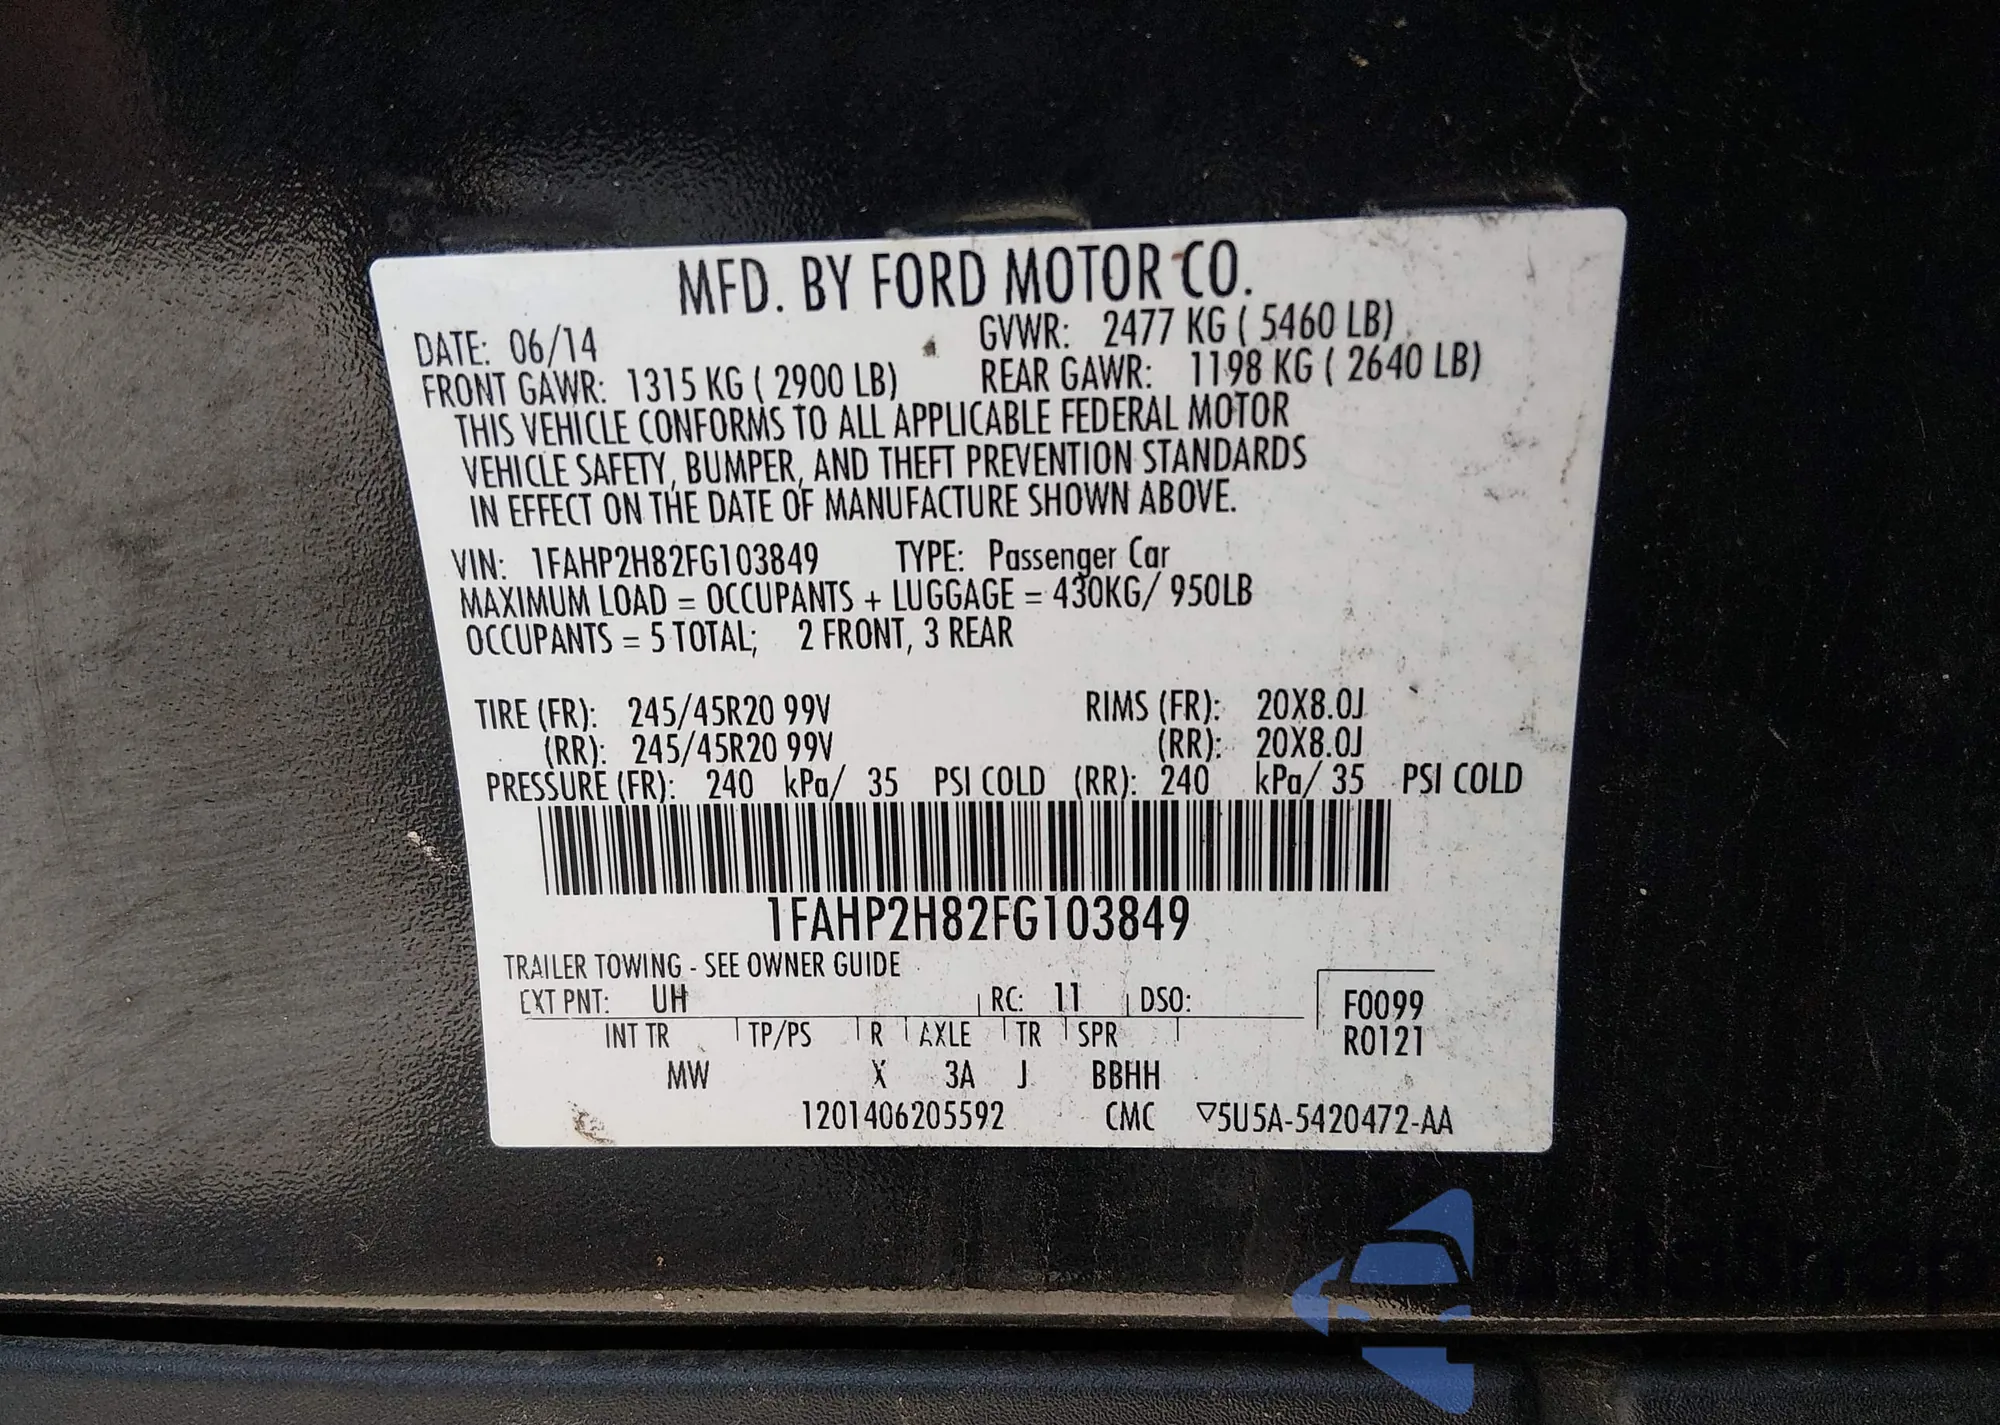 MFD. BY FORD MOTOR CO.
DATE: 06/14 GVWR: 2477 KG ( 5460 LB)
FRONT GAWR: 1315 KG ( 2900 LB) REAR GAWR: 1198 KG ( 2640 LB)
THIS VEHICLE CONFORMS TO ALL APPLICABLE FEDERAL MOTOR
VEHICLE SAFETY, BUMPER, AND THEFT PREVENTION STANDARDS
IN EFFECT ON THE DATE OF MANUFACTURE SHOWN ABOVE.
VIN: 1FAHP2H82FG103849 TYPE: Passenger Car
MAXIMUM LOAD = OCCUPANTS + LUGGAGE = 430KG/ 950LB
OCCUPANTS = 5 TOTAL; 2 FRONT, 3 REAR
TIRE (FR): 245/45R20 99V RIMS (FR): 20X8.0J
(RR): 245/45R20 99V (RR): 20X8.0J
PRESSURE (FR): 240 kPa/ 35 PSI COLD (RR): 240 kPa/ 35 PSI COLD
1FAHP2H82FG103849
TRAILER TOWING - SEE OWNER GUIDE
EXT PNT: UH RC: 11 DSO: F0099
INT TR TP/PS R AXLE TR SPR R0121
MW X 3A J BBHH
1201406205592 CMC ▽5U5A-5420472-AA